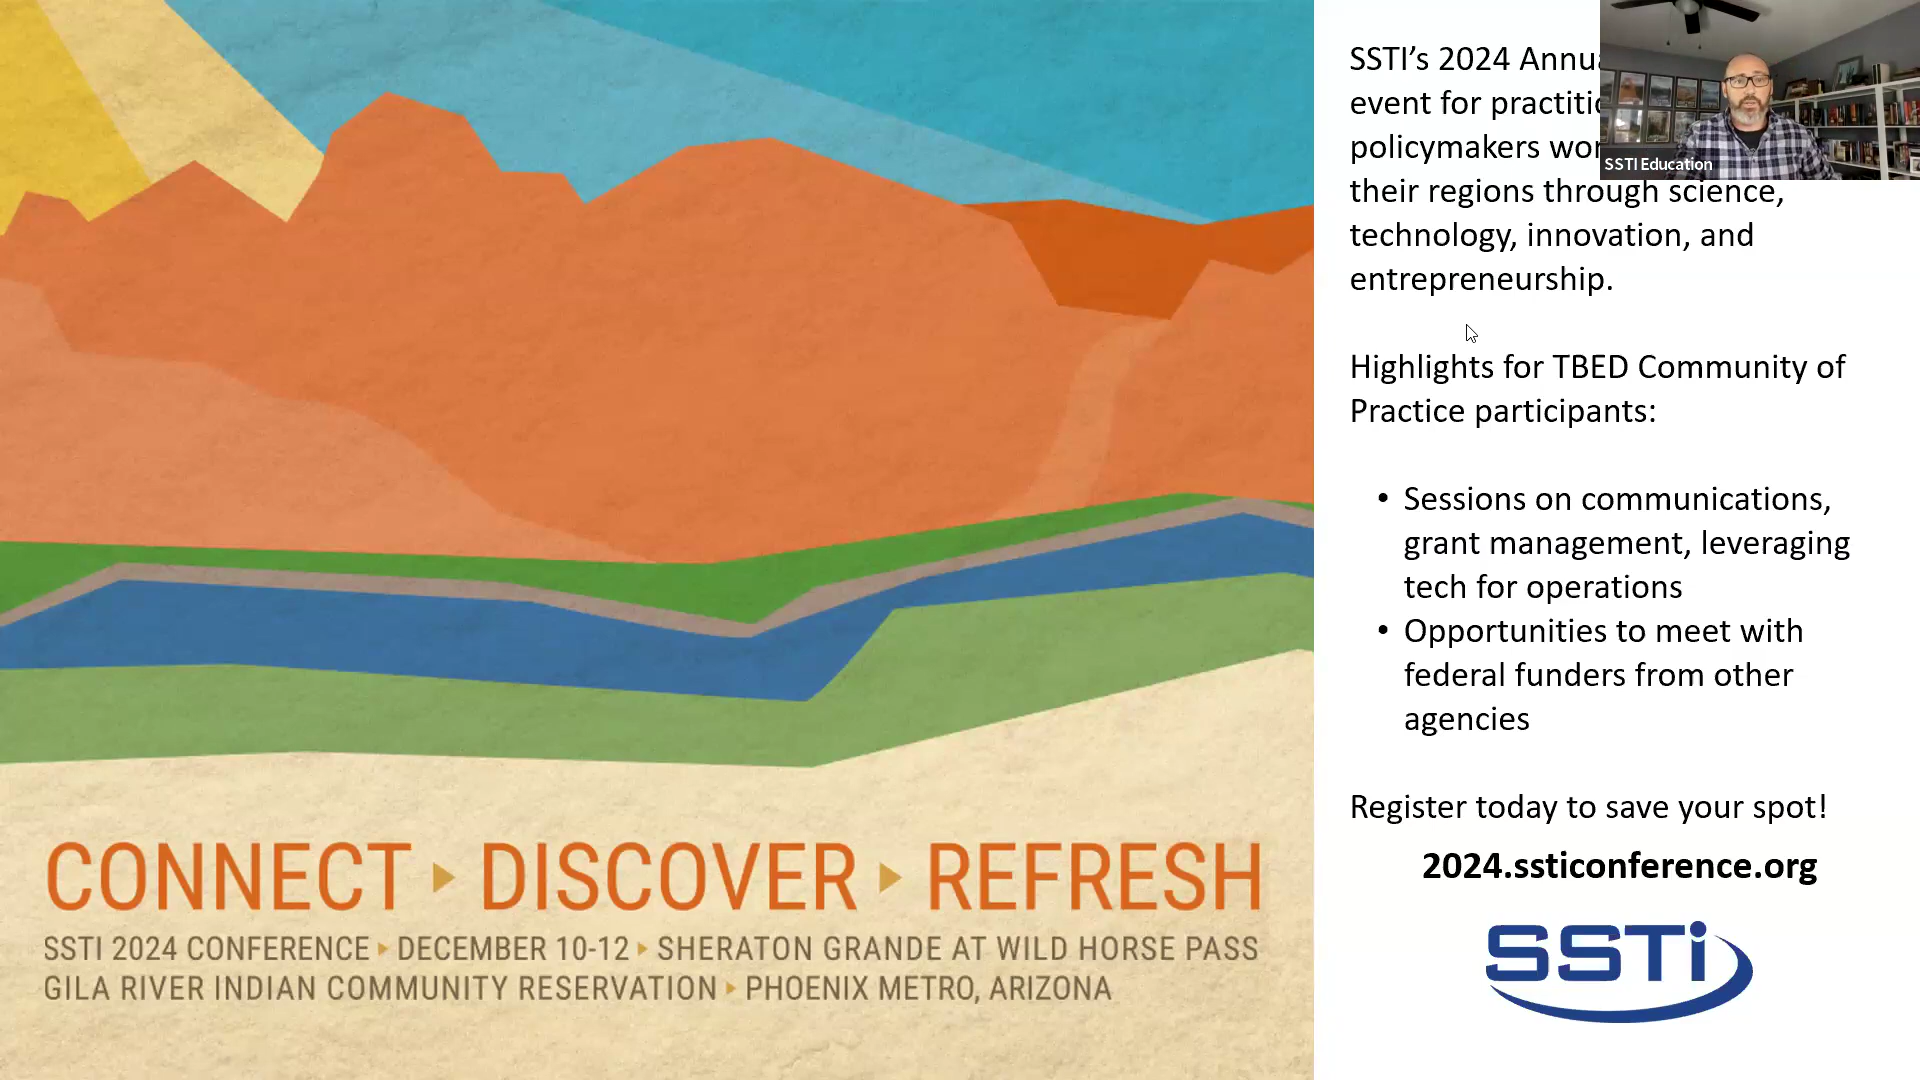 SSTI’s 2024 Annu
event for practiti
policymakers wor
their regions through science,
technology, innovation, and
entrepreneurship.
Highlights for TBED Community of
Practice participants:
• Sessions on communications,
grant management, leveraging
tech for operations
• Opportunities to meet with
federal funders from other
agencies
Register today to save your spot!
2024.ssticonference.org
SSTi
SSTI Education
CONNECT ▸ DISCOVER ▸ REFRESH
SSTI 2024 CONFERENCE ▸ DECEMBER 10-12 ▸ SHERATON GRANDE AT WILD HORSE PASS
GILA RIVER INDIAN COMMUNITY RESERVATION ▸ PHOENIX METRO, ARIZONA